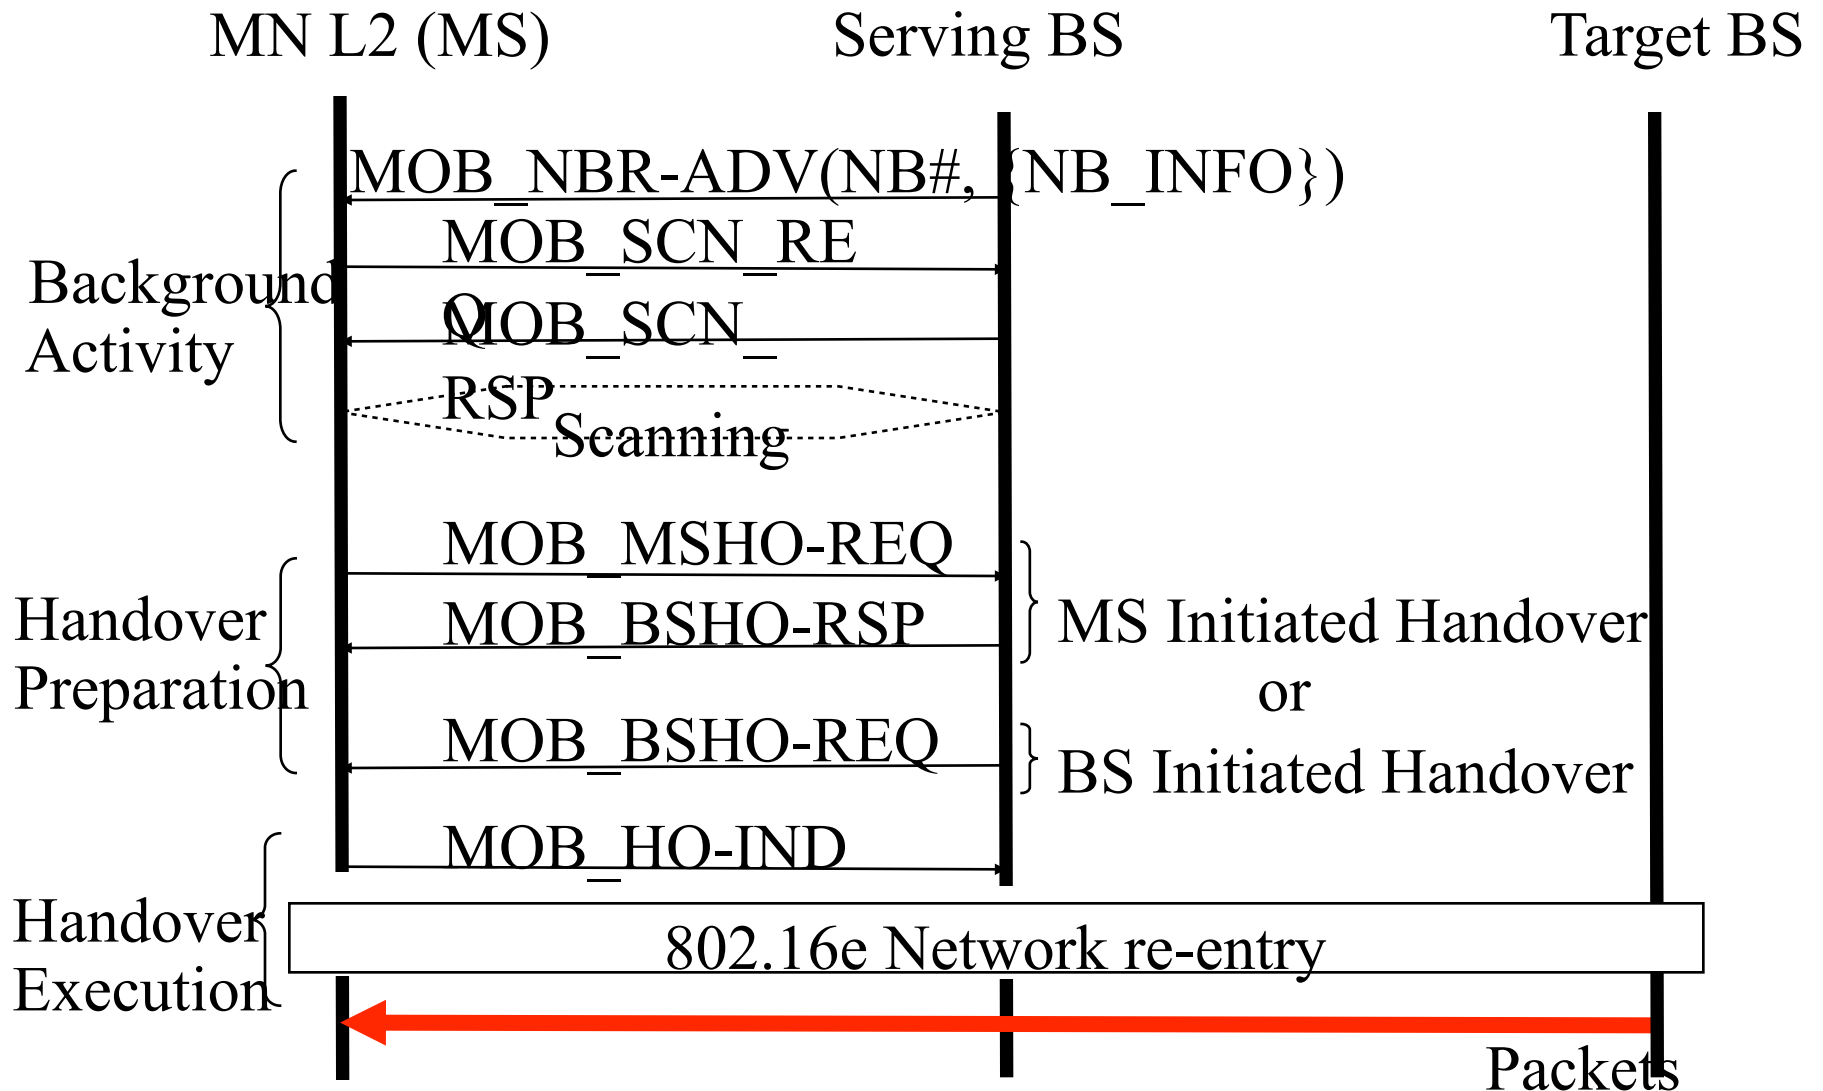 MN L2 (MS)
Serving BS
Target BS
MOB_NBR-ADV(NB#, {NB_INFO})
MOB_SCN_RE
Q
MOB_SCN_
RSP
Scanning
Background
Activity
MOB_MSHO-REQ
MOB_BSHO-RSP
MOB_BSHO-REQ
Handover
Preparation
MS Initiated Handover
or
BS Initiated Handover
MOB_HO-IND
Handover
Execution
802.16e Network re-entry
Packets